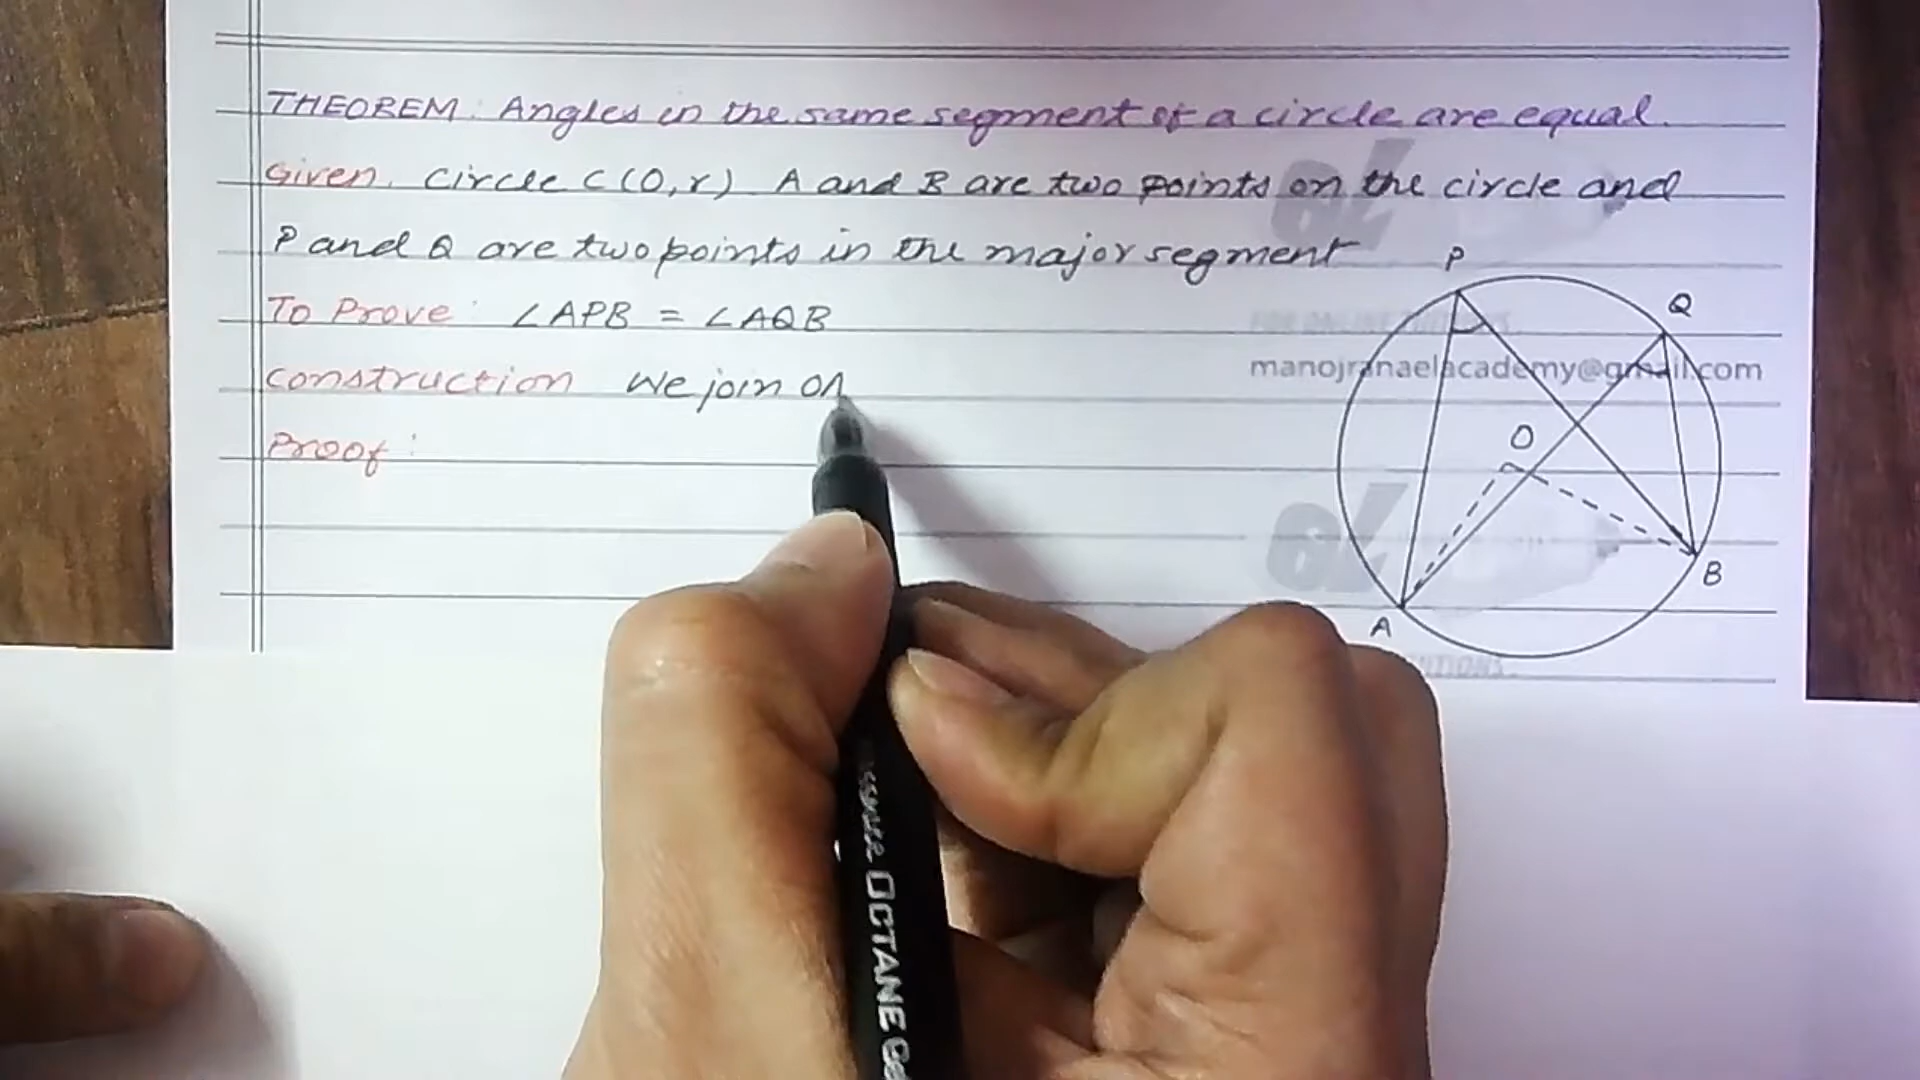 THEOREM: Angles in the same segment of a circle are equal.
Given. Circle C (O, r) A and B are two points on the circle and
P and Q are two points in the major segment
To Prove: ∠APB = ∠AQB
Construction We join OA
Proof:
P
Q
manojranaelacademy@gmail.com
O
B
A
OCTANE